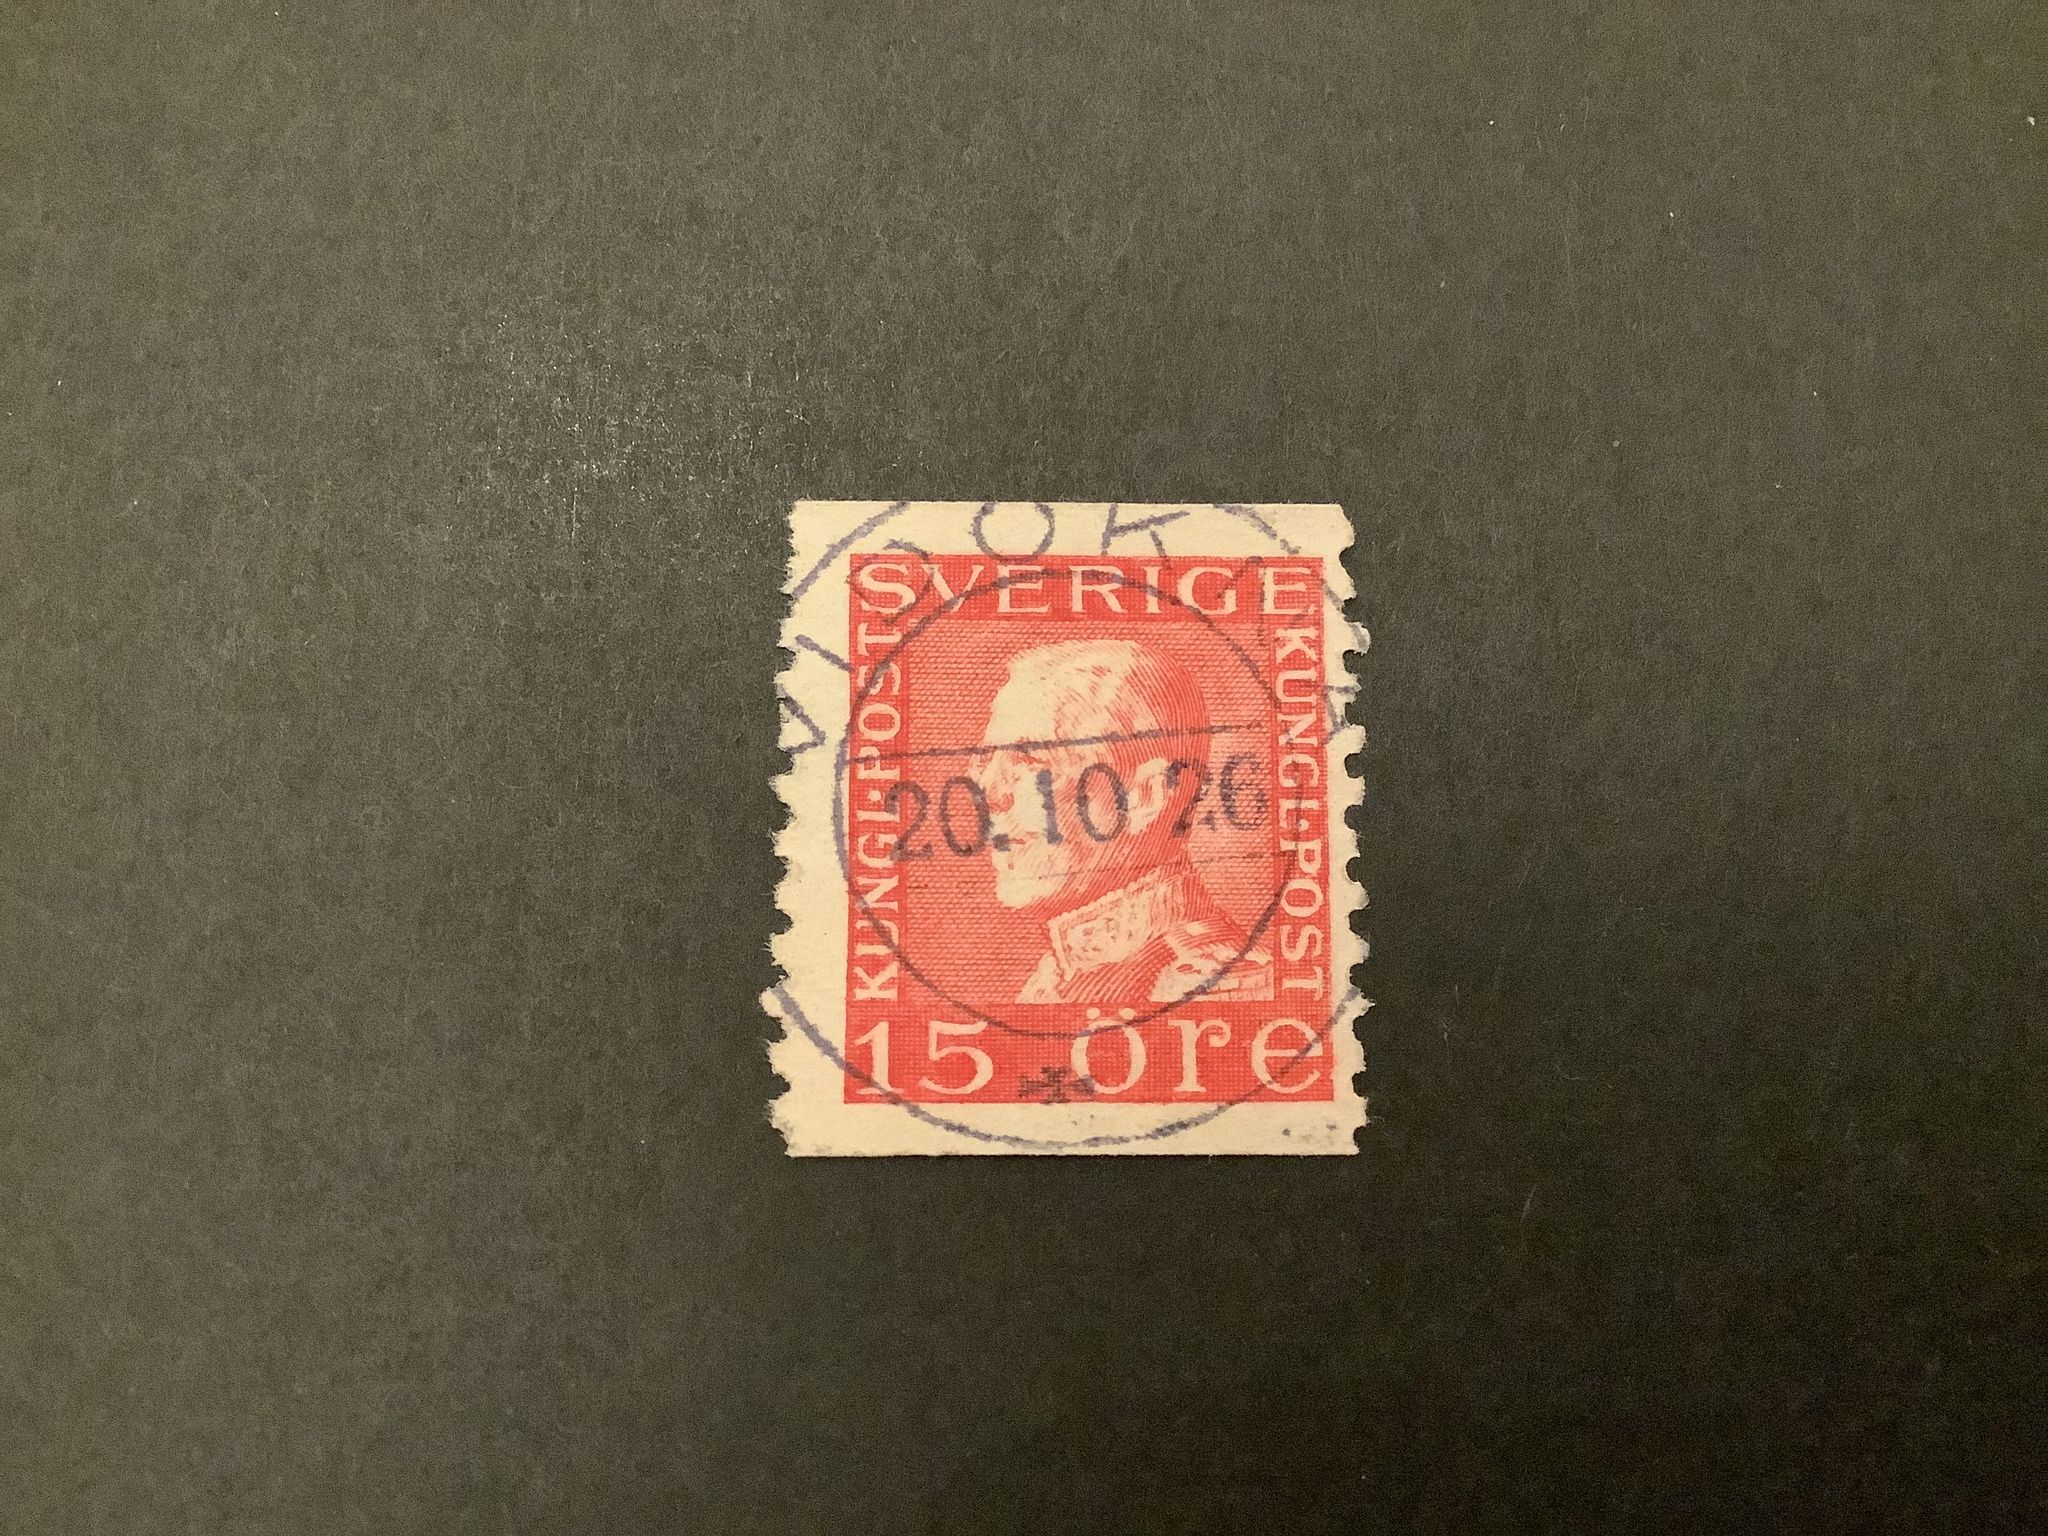 SVERIGE
KUNGL. POST
KUNGL. POST
15 öre
20.10 26